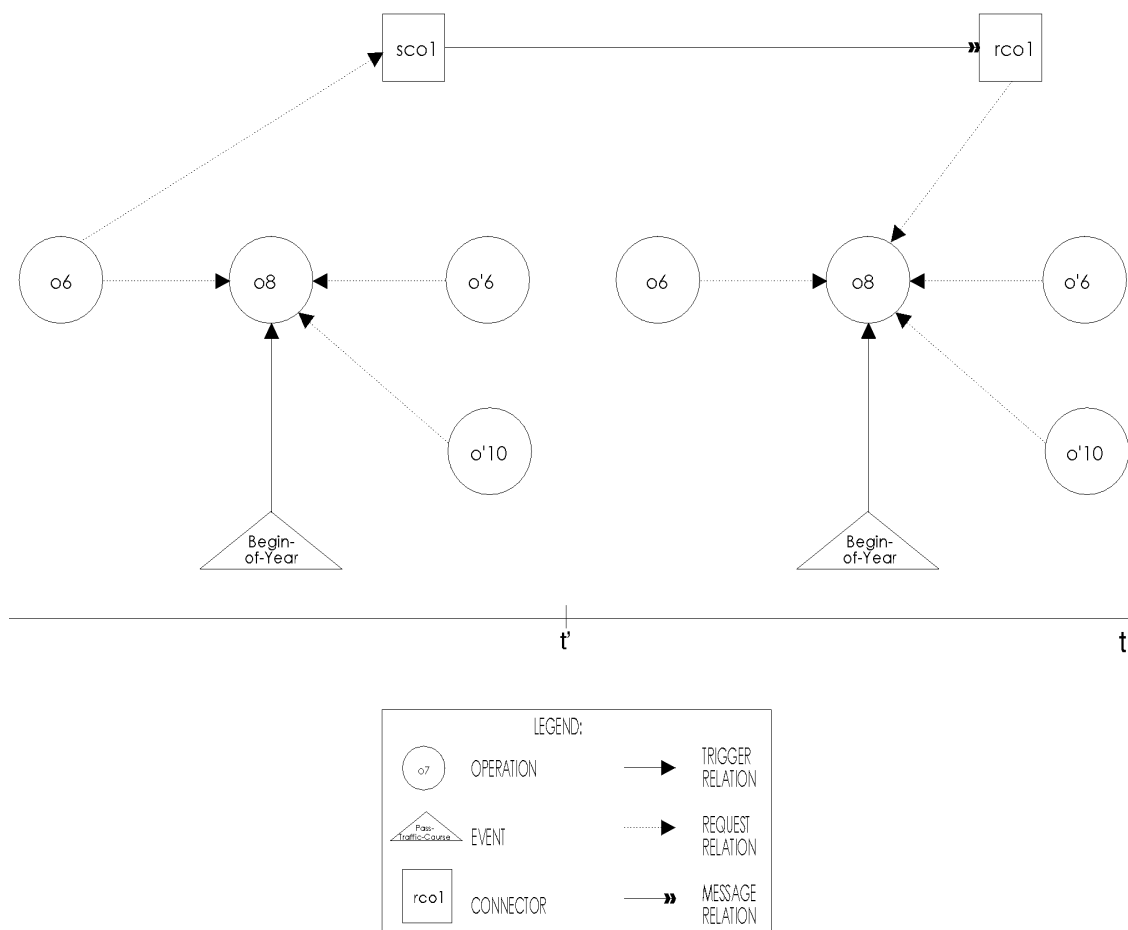 sco1
rco1
o6
o8
o'6
o6
o8
o'6
o'10
o'10
Begin-
of-Year
Begin-
of-Year
t'
t
LEGEND:
o7
OPERATION
TRIGGER
RELATION
Pass-
Traffic-Course
EVENT
REQUEST
RELATION
rco1
CONNECTOR
MESSAGE
RELATION